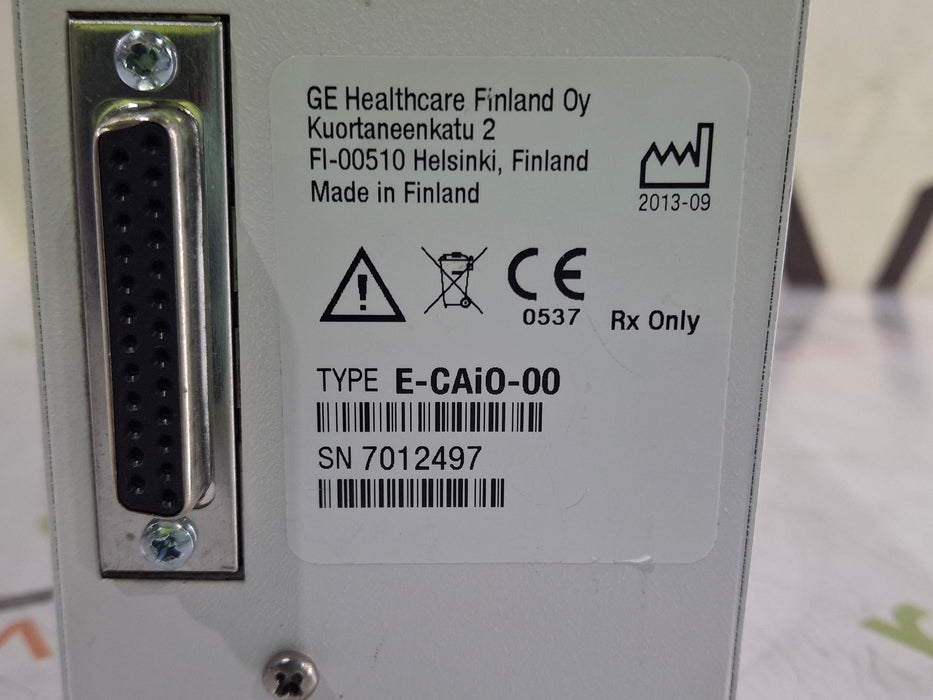 GE Healthcare Finland Oy
Kuortaneenkatu 2
FI-00510 Helsinki, Finland
Made in Finland
2013-09
CE
0537
Rx Only
TYPE E-CAiO-00
SN 7012497